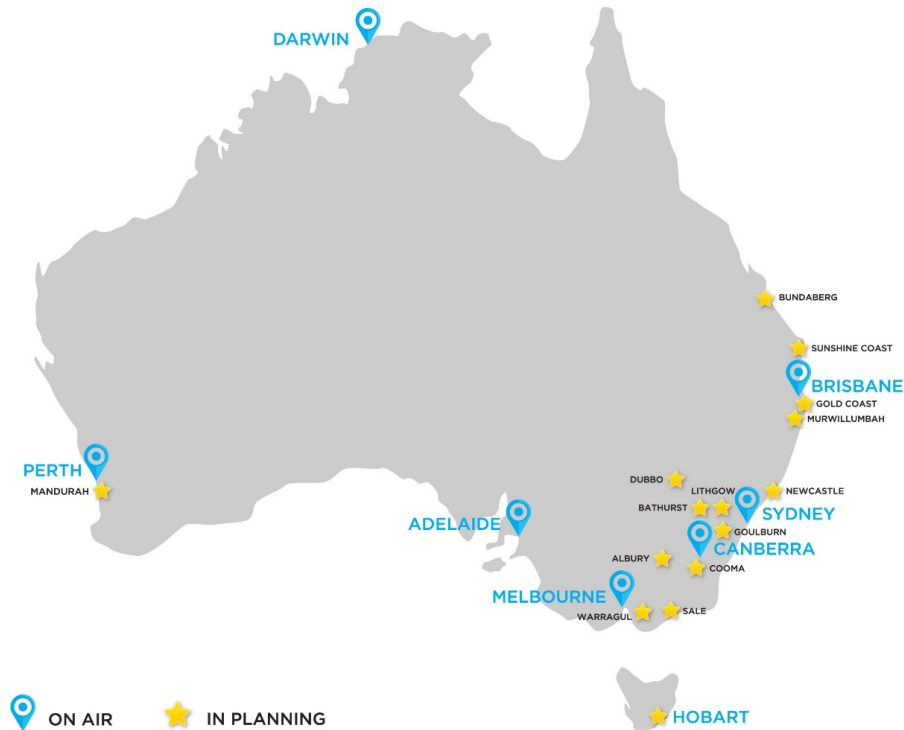 DARWIN
BUNDABERG
SUNSHINE COAST
BRISBANE
GOLD COAST
MURWILLUMBAH
PERTH
MANDURAH
DUBBO
LITHGOW
NEWCASTLE
BATHURST
SYDNEY
ADELAIDE
GOULBURN
CANBERRA
ALBURY
COOMA
MELBOURNE
WARRAGUL
SALE
HOBART
ON AIR
IN PLANNING